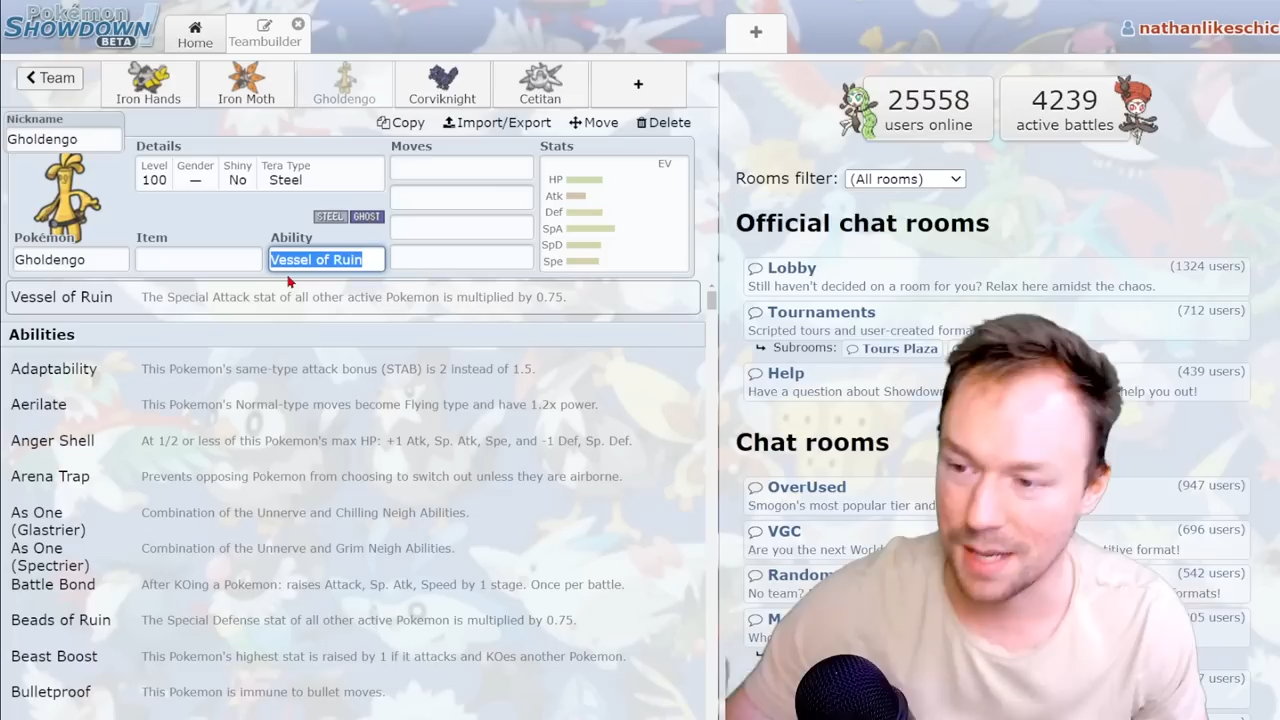 Pokémon
SHOWDOWN!
BETA
Home
Teambuilder
+
nathanlikeschic
Team
Iron Hands
Iron Moth
Gholdengo
Corviknight
Cetitan
+
Copy
Import/Export
Move
Delete
Nickname
Gholdengo
Details
Level
100
Gender
—
Shiny
No
Tera Type
Steel
STEEL
GHOST
Pokémon
Gholdengo
Item
Ability
Vessel of Ruin
Moves
Stats
EV
HP
Atk
Def
SpA
SpD
Spe
Vessel of Ruin The Special Attack stat of all other active Pokemon is multiplied by 0.75.
Abilities
Adaptability This Pokemon's same-type attack bonus (STAB) is 2 instead of 1.5.
Aerilate This Pokemon's Normal-type moves become Flying type and have 1.2x power.
Anger Shell At 1/2 or less of this Pokemon's max HP: +1 Atk, Sp. Atk, Spe, and -1 Def, Sp. Def.
Arena Trap Prevents opposing Pokemon from choosing to switch out unless they are airborne.
As One Combination of the Unnerve and Chilling Neigh Abilities.
(Glastrier)
As One Combination of the Unnerve and Grim Neigh Abilities.
(Spectrier)
Battle Bond After KOing a Pokemon: raises Attack, Sp. Atk, Speed by 1 stage. Once per battle.
Beads of Ruin The Special Defense stat of all other active Pokemon is multiplied by 0.75.
Beast Boost This Pokemon's highest stat is raised by 1 if it attacks and KOes another Pokemon.
Bulletproof This Pokemon is immune to bullet moves.
25558
users online
4239
active battles
Rooms filter: (All rooms)
Official chat rooms
Lobby (1324 users)
Still haven't decided on a room for you? Relax here amidst the chaos.
Tournaments (712 users)
Scripted tours and user-created forma
Subrooms: Tours Plaza
Help (439 users)
Have a question about Showdow help you out!
Chat rooms
OverUsed (947 users)
Smogon's most popular tier and
VGC (696 users)
Are you the next World titive format!
Random (542 users)
No team? ormats!
05 users)
users)